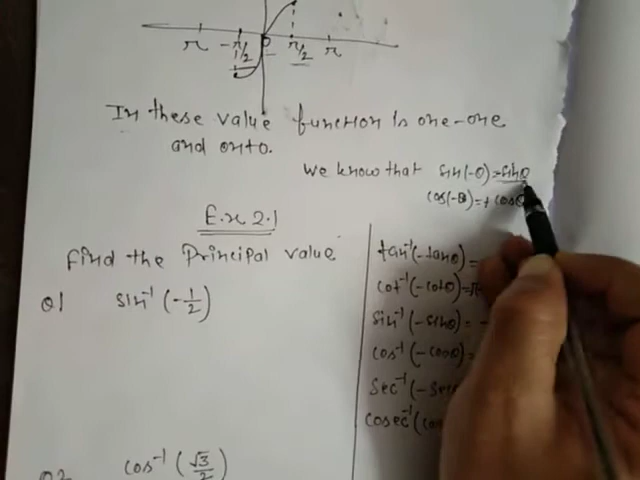 π -π/2 0 π/2 π
In these value function is one-one
and onto.
We know that sin(-θ)=-sinθ
cos(-θ)=+cosθ
Ex 2.1
Find the Principal value
Q1 sin⁻¹(-1/2)
tan⁻¹(-tanθ)=
cot⁻¹(-cotθ)=π
sin⁻¹(-sinθ)= -
cos⁻¹(-cosθ)=
sec⁻¹(-sec
cosec⁻¹(
Q2 cos⁻¹(√3/2)